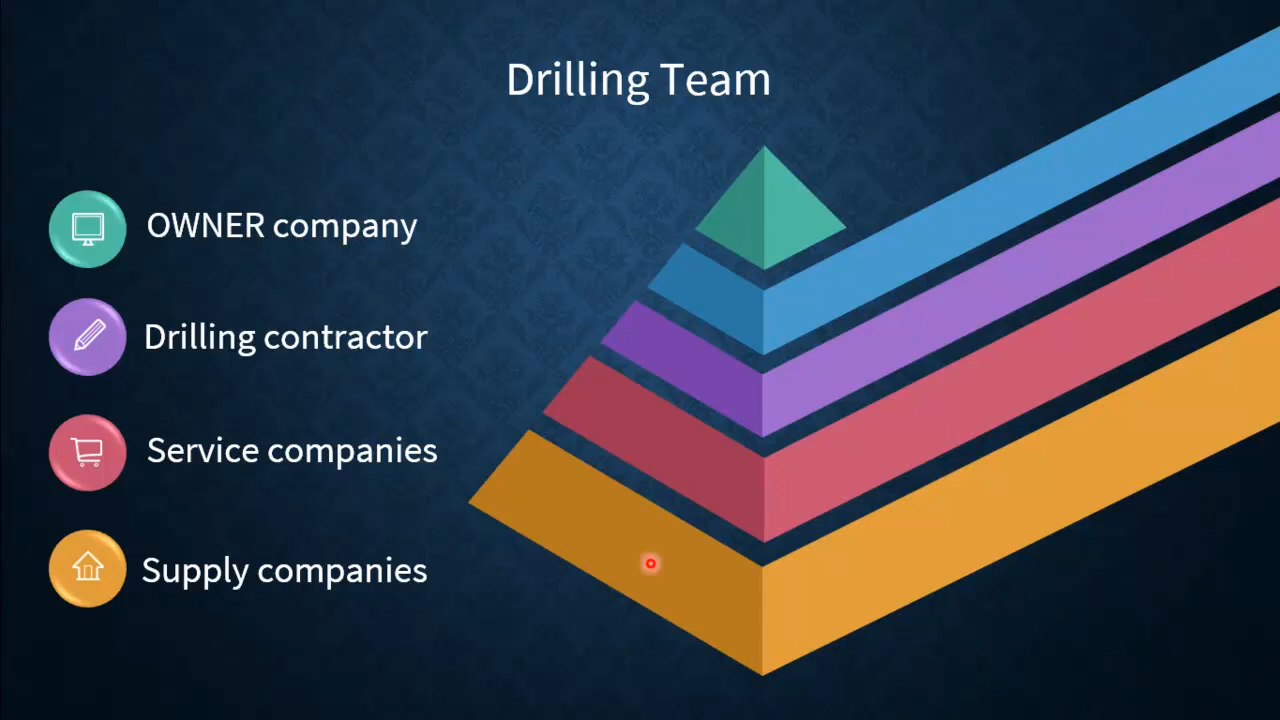 Drilling Team
OWNER company
Drilling contractor
Service companies
Supply companies